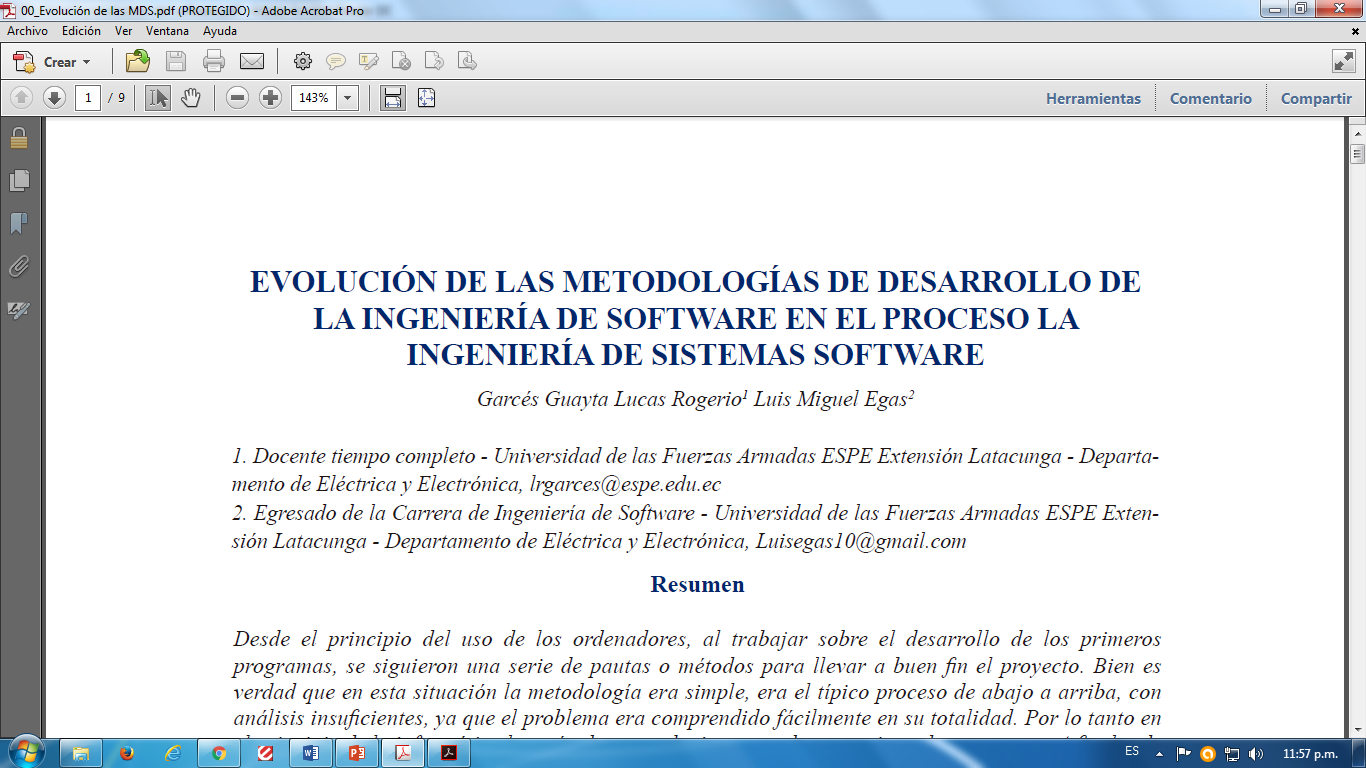 00_Evolución de las MDS.pdf (PROTEGIDO) - Adobe Acrobat Pro
Archivo Edición Ver Ventana Ayuda
Crear
1 / 9 143% Herramientas Comentario Compartir
EVOLUCIÓN DE LAS METODOLOGÍAS DE DESARROLLO DE
LA INGENIERÍA DE SOFTWARE EN EL PROCESO LA
INGENIERÍA DE SISTEMAS SOFTWARE
Garcés Guayta Lucas Rogerio¹ Luis Miguel Egas²
1. Docente tiempo completo - Universidad de las Fuerzas Armadas ESPE Extensión Latacunga - Departa-
mento de Eléctrica y Electrónica, lrgarces@espe.edu.ec
2. Egresado de la Carrera de Ingeniería de Software - Universidad de las Fuerzas Armadas ESPE Exten-
sión Latacunga - Departamento de Eléctrica y Electrónica, Luisegas10@gmail.com
Resumen
Desde el principio del uso de los ordenadores, al trabajar sobre el desarrollo de los primeros
programas, se siguieron una serie de pautas o métodos para llevar a buen fin el proyecto. Bien es
verdad que en esta situación la metodología era simple, era el típico proceso de abajo a arriba, con
análisis insuficientes, ya que el problema era comprendido fácilmente en su totalidad. Por lo tanto en
ES 11:57 p.m.